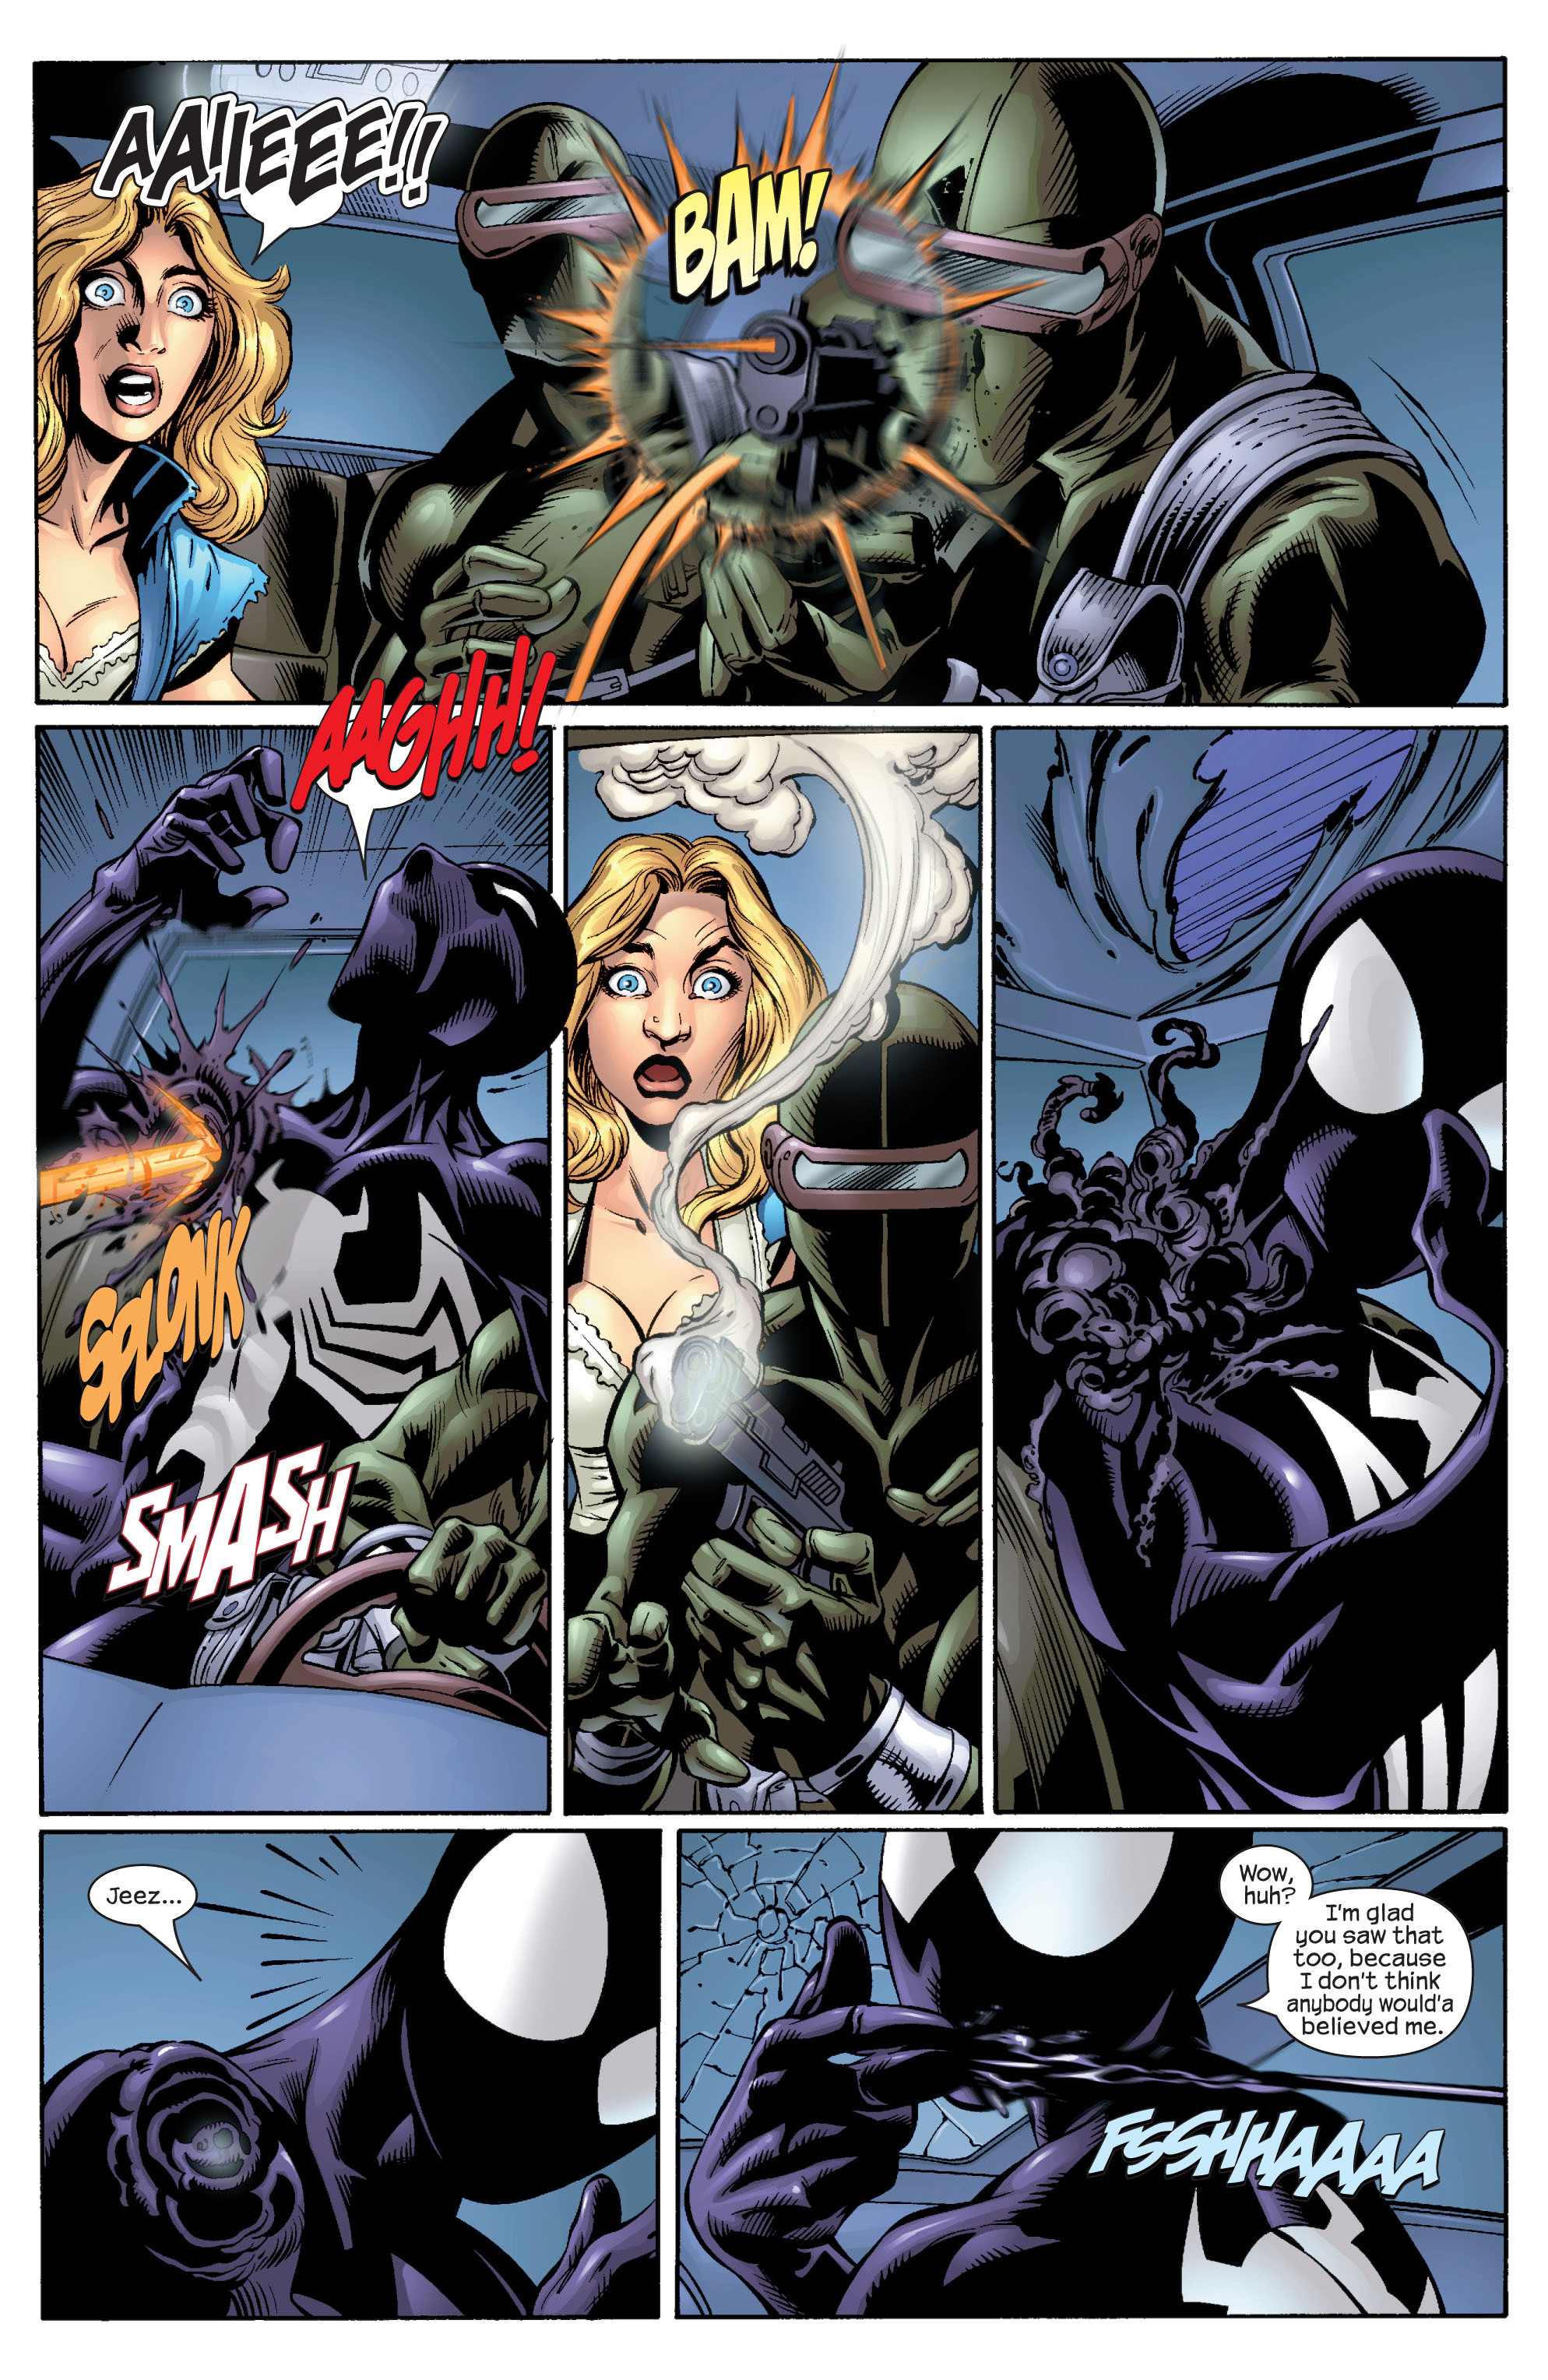 AAIIEEE!!
BAM!
AAGHH!
SPLONK
SMASH
Jeez...
Wow,
huh?
I'm glad
you saw that
too, because
I don't think
anybody would'a
believed me.
FSSHHAAAA